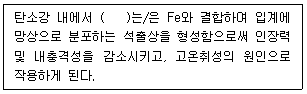 탄소강 내에서 (   )는/은 Fe와 결합하여 입계에
망상으로 분포하는 석출상을 형성함으로써 인장력
및 내충격성을 감소시키고, 고온취성의 원인으로
작용하게 된다.